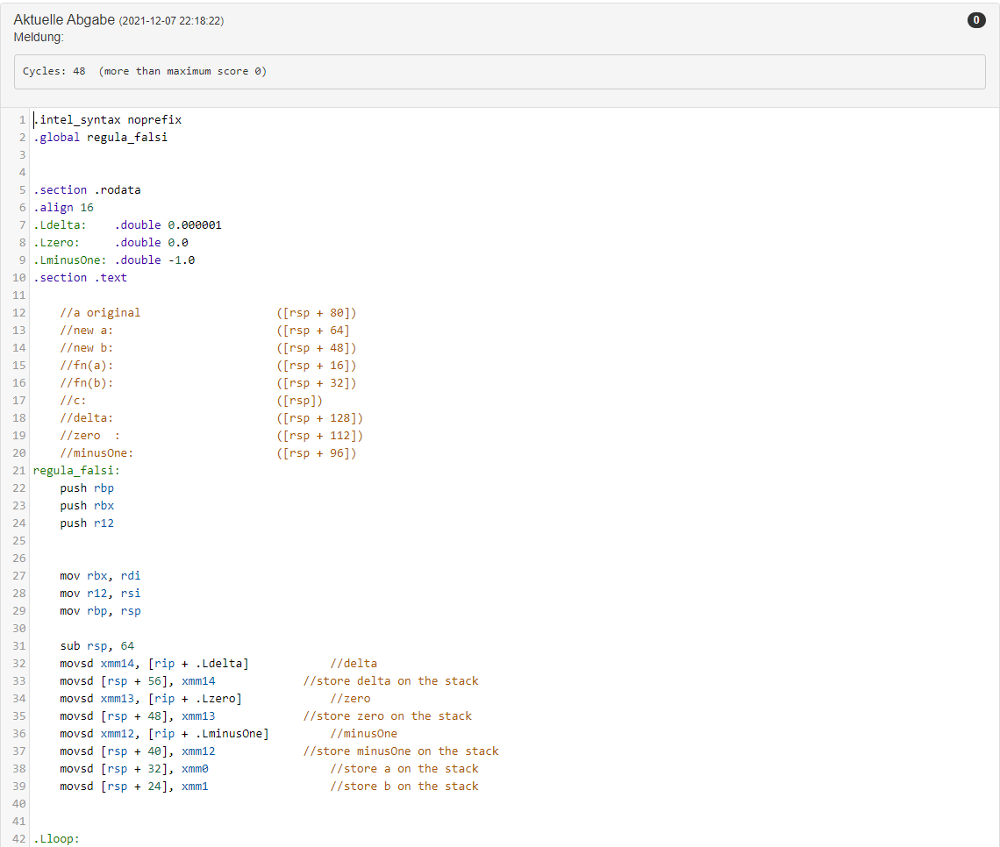 Aktuelle Abgabe (2021-12-07 22:18:22) 0
Meldung:
Cycles: 48  (more than maximum score 0)
1 .intel_syntax noprefix
2 .global regula_falsi
3
4
5 .section .rodata
6 .align 16
7 .Ldelta:    .double 0.000001
8 .Lzero:     .double 0.0
9 .LminusOne: .double -1.0
10 .section .text
11
12     //a original                    ([rsp + 80])
13     //new a:                        ([rsp + 64]
14     //new b:                        ([rsp + 48])
15     //fn(a):                        ([rsp + 16])
16     //fn(b):                        ([rsp + 32])
17     //c:                            ([rsp])
18     //delta:                        ([rsp + 128])
19     //zero  :                       ([rsp + 112])
20     //minusOne:                     ([rsp + 96])
21 regula_falsi:
22     push rbp
23     push rbx
24     push r12
25
26
27     mov rbx, rdi
28     mov r12, rsi
29     mov rbp, rsp
30
31     sub rsp, 64
32     movsd xmm14, [rip + .Ldelta]            //delta
33     movsd [rsp + 56], xmm14             //store delta on the stack
34     movsd xmm13, [rip + .Lzero]             //zero
35     movsd [rsp + 48], xmm13             //store zero on the stack
36     movsd xmm12, [rip + .LminusOne]         //minusOne
37     movsd [rsp + 40], xmm12             //store minusOne on the stack
38     movsd [rsp + 32], xmm0                  //store a on the stack
39     movsd [rsp + 24], xmm1                  //store b on the stack
40
41
42 .Lloop: